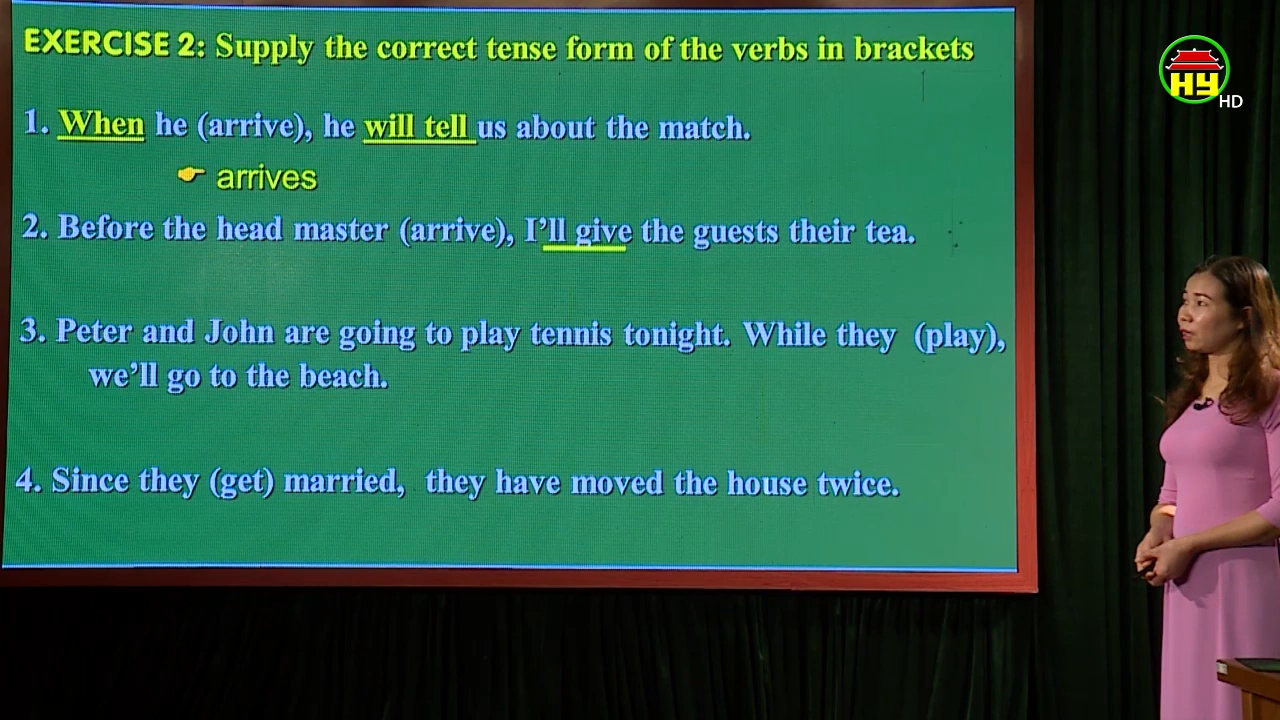 EXERCISE 2: Supply the correct tense form of the verbs in brackets
1. When he (arrive), he will tell us about the match.
arrives
2. Before the head master (arrive), I'll give the guests their tea.
3. Peter and John are going to play tennis tonight. While they (play),
we'll go to the beach.
4. Since they (get) married, they have moved the house twice.
HY
HD